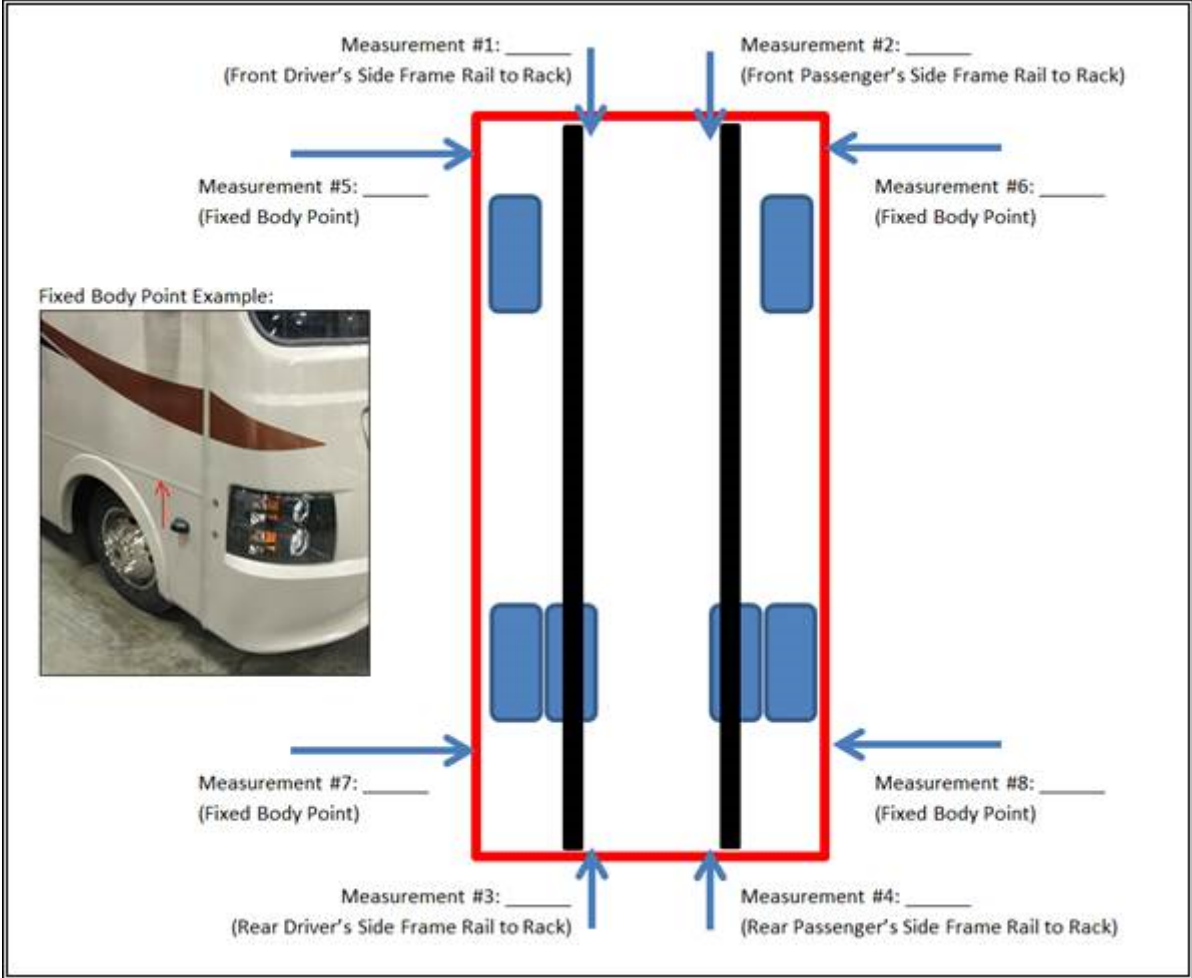 Measurement #1: ______
(Front Driver's Side Frame Rail to Rack)
Measurement #2: ______
(Front Passenger's Side Frame Rail to Rack)
Measurement #5: ______
(Fixed Body Point)
Measurement #6: ______
(Fixed Body Point)
Fixed Body Point Example:
Measurement #7: ______
(Fixed Body Point)
Measurement #8: ______
(Fixed Body Point)
Measurement #3: ______
(Rear Driver's Side Frame Rail to Rack)
Measurement #4: ______
(Rear Passenger's Side Frame Rail to Rack)